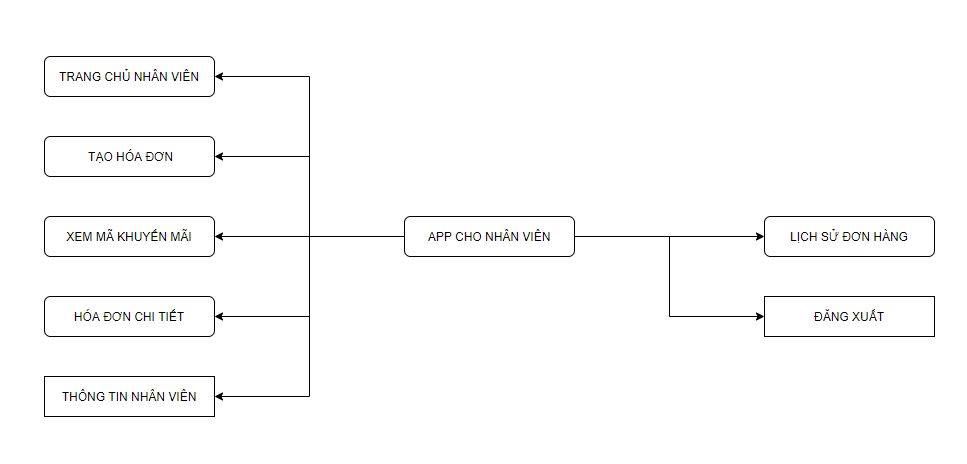 TRANG CHỦ NHÂN VIÊN
TẠO HÓA ĐƠN
XEM MÃ KHUYẾN MÃI
APP CHO NHÂN VIÊN
LỊCH SỬ ĐƠN HÀNG
HÓA ĐƠN CHI TIẾT
ĐĂNG XUẤT
THÔNG TIN NHÂN VIÊN